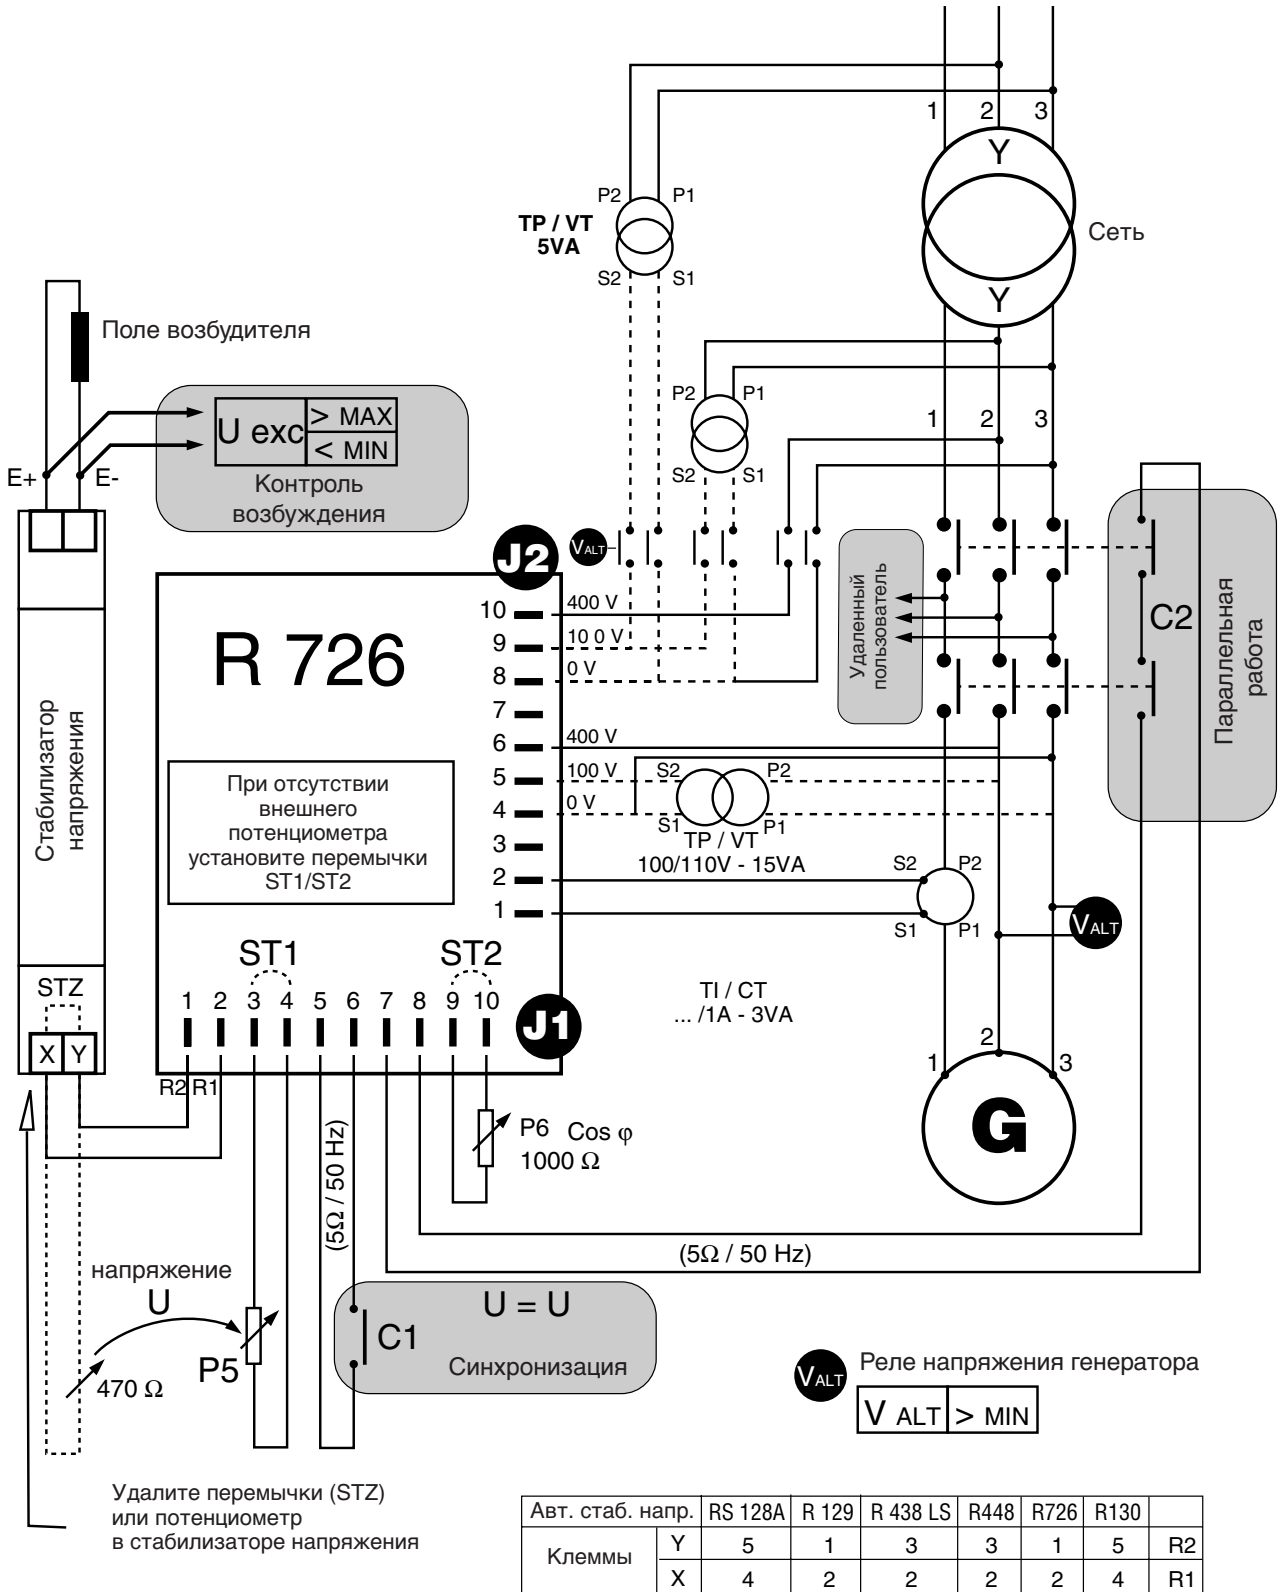 1 2 3
Y
P2 P1
TP / VT
5VA
S2 S1
Сеть
Y
Поле возбудителя
P2 P1
U exc > MAX
< MIN
1 2 3
E+ E-
Контроль
возбуждения
S2 S1
J2
VALT
Удаленный
пользователь
C2
Параллельная
работа
Стабилизатор
напряжения
R 726
10 400 V
9 10 0 V
8 0 V
7
6 400 V
5 100 V
4 0 V
3
2
1
S2 P2
S1 P1
TP / VT
100/110V - 15VA
При отсутствии
внешнего
потенциометра
установите перемычки
ST1/ST2
S2 P2
S1 P1
VALT
ST1 ST2
STZ
1 2 3 4 5 6 7 8 9 10
J1
TI / CT
... /1A - 3VA
X Y
R2 R1
1 2 3
G
P6 Cos φ
1000 Ω
(5Ω / 50 Hz)
(5Ω / 50 Hz)
напряжение
U
P5
470 Ω
U = U
C1
Синхронизация
VALT Реле напряжения генератора
V ALT > MIN
Удалите перемычки (STZ)
или потенциометр
в стабилизаторе напряжения
Авт. стаб. напр. RS 128A R 129 R 438 LS R448 R726 R130
Клеммы Y 5 1 3 3 1 5 R2
X 4 2 2 2 2 4 R1